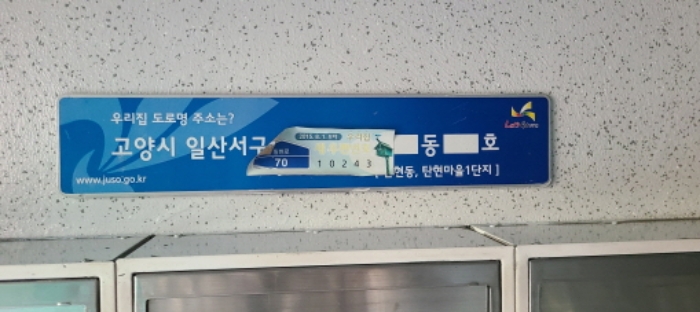 우리집 도로명 주소는?
고양시 일산서구 동 호
70
10243
www.juso.go.kr
현동, 탄현마을1단지 ]